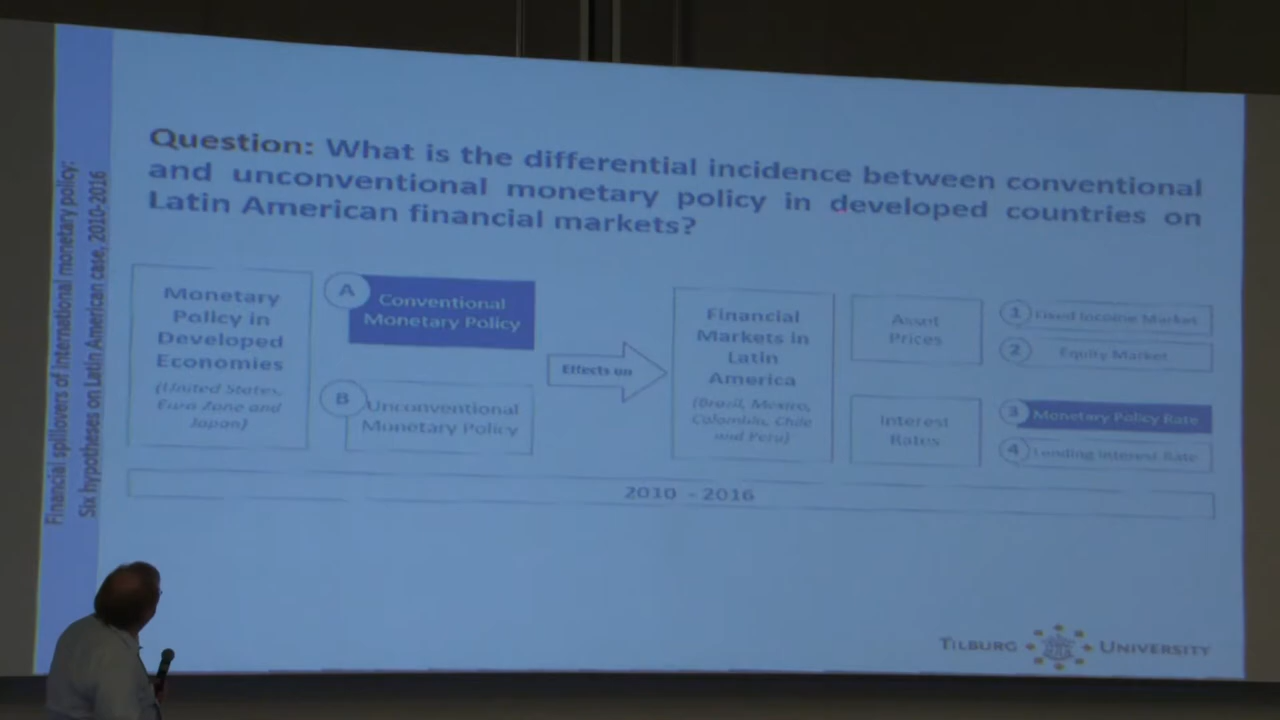 Financial spillovers of international monetary policy:
Six hypotheses on Latin American case, 2010-2016
Question: What is the differential incidence between conventional
and unconventional monetary policy in developed countries on
Latin American financial markets?
Monetary
Policy in
Developed
Economies
(United States,
Euro Zone and
Japan)
A
Conventional
Monetary Policy
B
Unconventional
Monetary Policy
Effects on
Financial
Markets in
Latin
America
(Brazil, Mexico,
Colombia, Chile
and Peru)
Asset
Prices
1 Fixed Income Market
2 Equity Market
Interest
Rates
3 Monetary Policy Rate
4 Lending Interest Rate
2010 - 2016
TILBURG UNIVERSITY